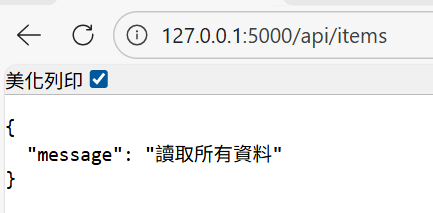 127.0.0.1:5000/api/items
美化列印
{
  "message": "讀取所有資料"
}